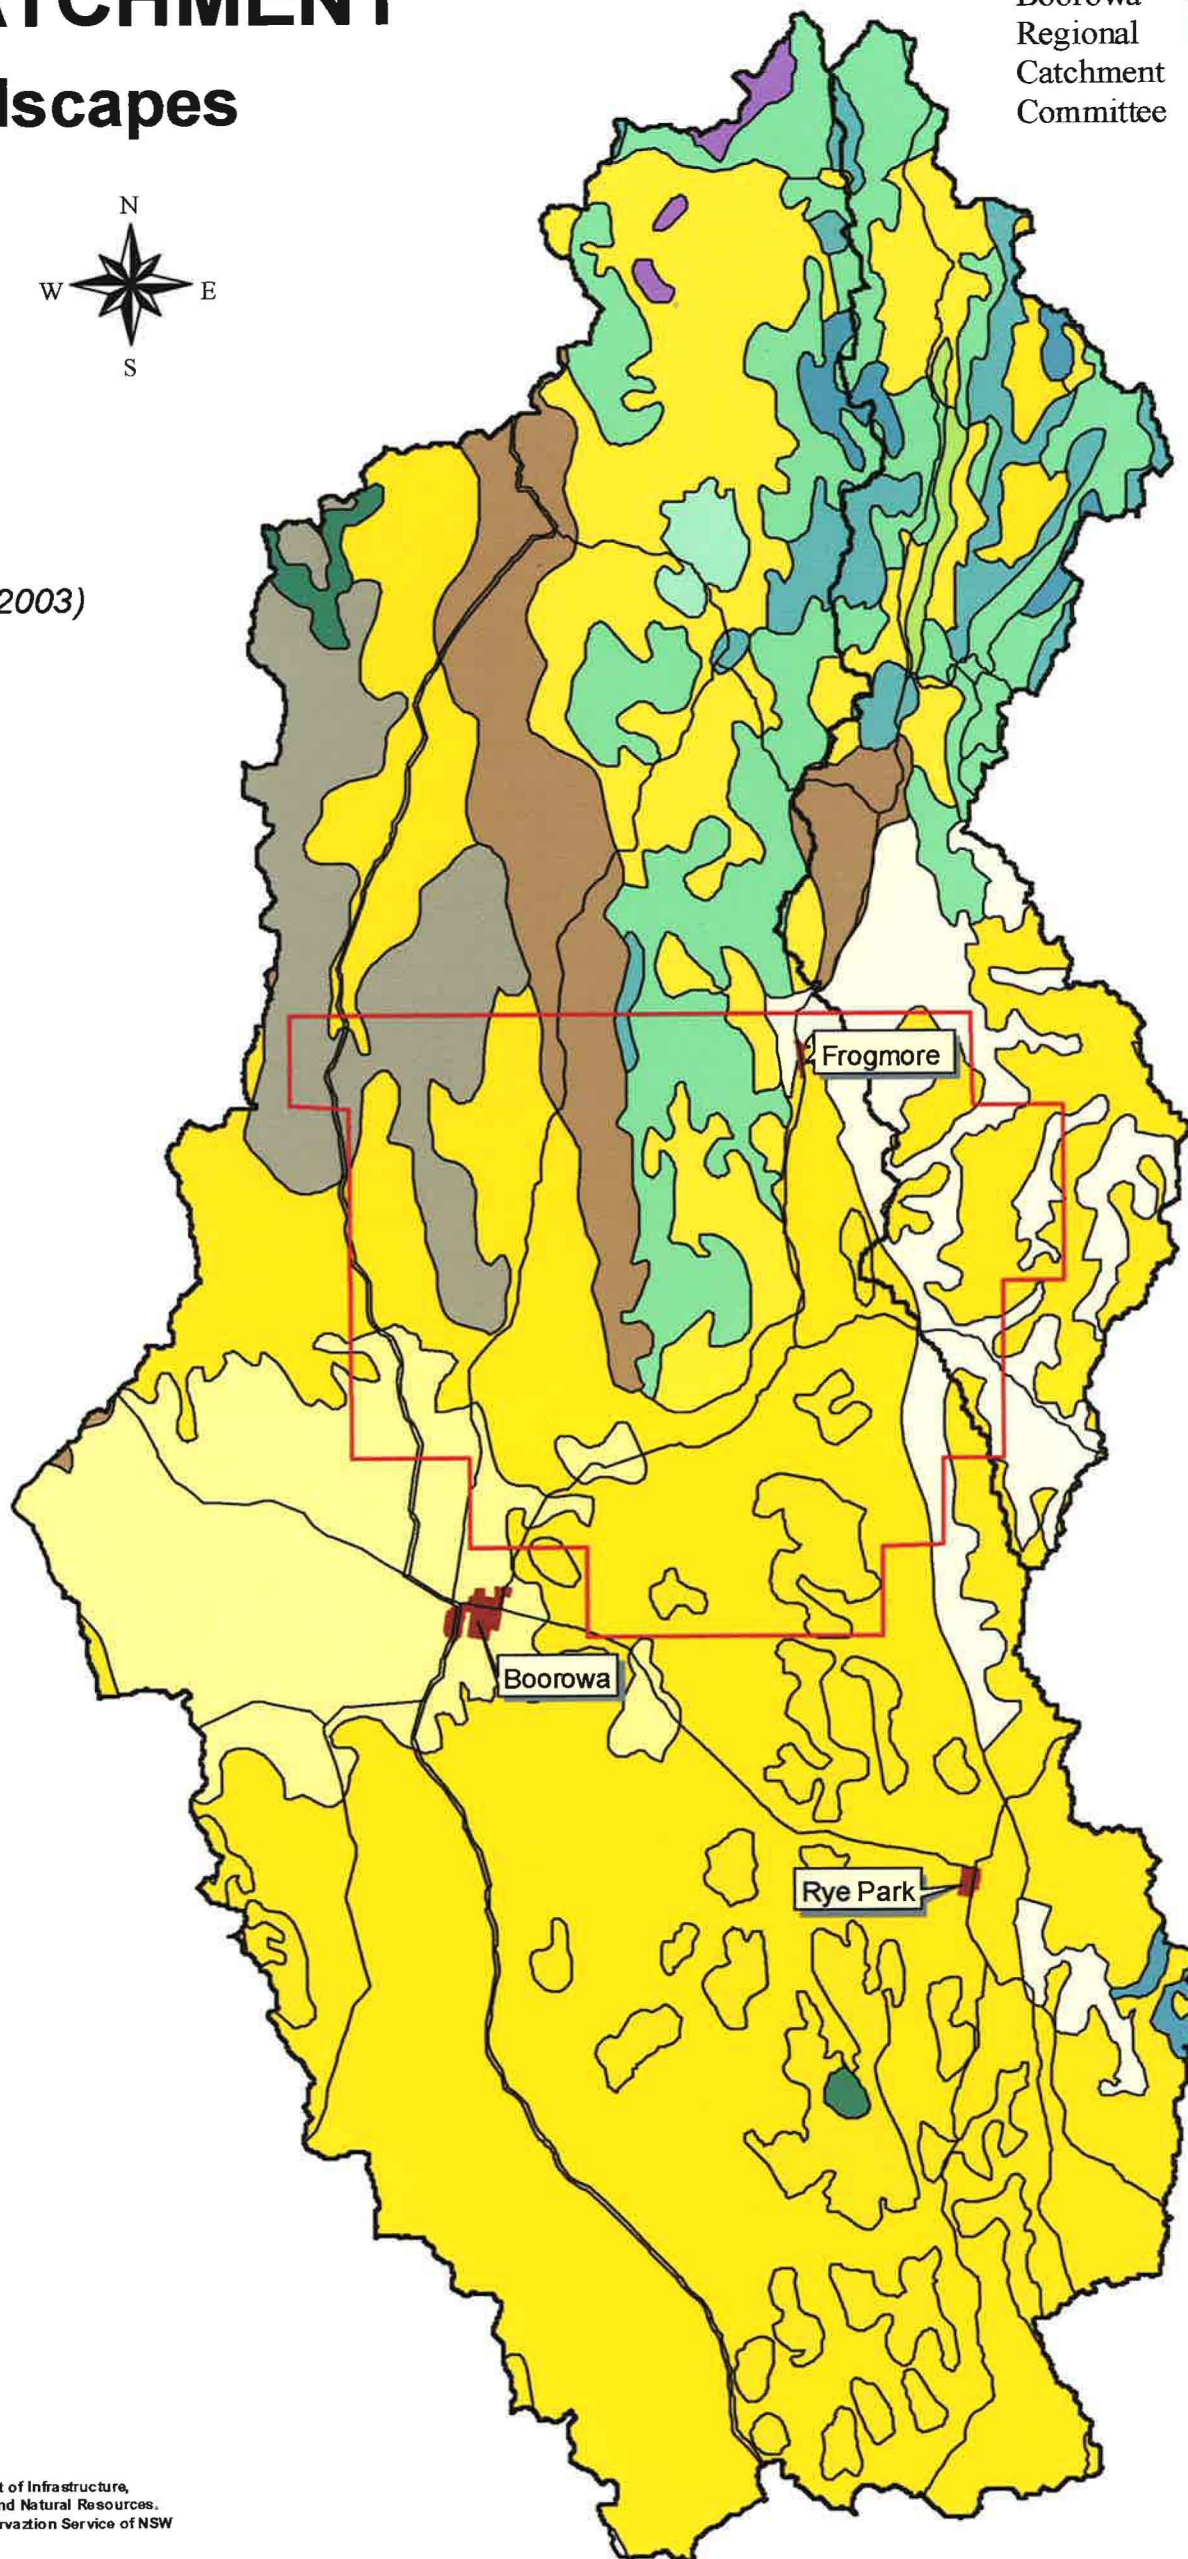 ATCHMENT
dscapes
Boorowa
Regional
Catchment
Committee
N
W
E
S
2003)
Frogmore
Boorowa
Rye Park
t of Infrastructure,
nd Natural Resources.
rvaztion Service of NSW